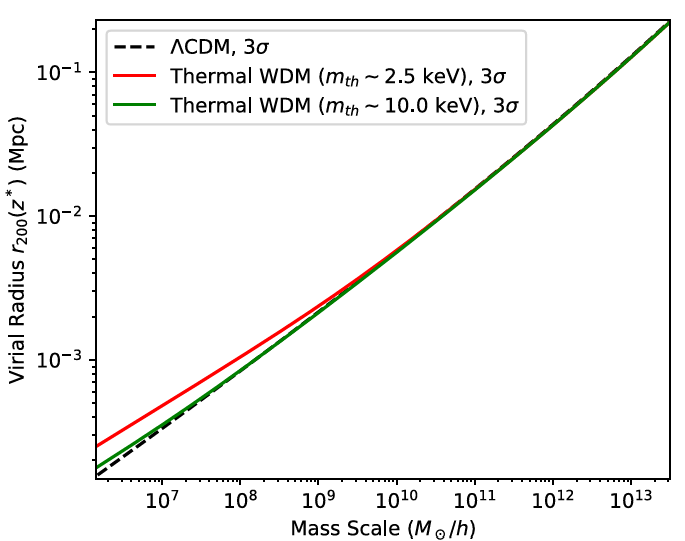 ΛCDM, 3σ
Thermal WDM (m_th ~ 2.5 keV), 3σ
Thermal WDM (m_th ~ 10.0 keV), 3σ
Virial Radius r_200(z^*) (Mpc)
10^−1
10^−2
10^−3
10^7 10^8 10^9 10^10 10^11 10^12 10^13
Mass Scale (M_⊙/h)